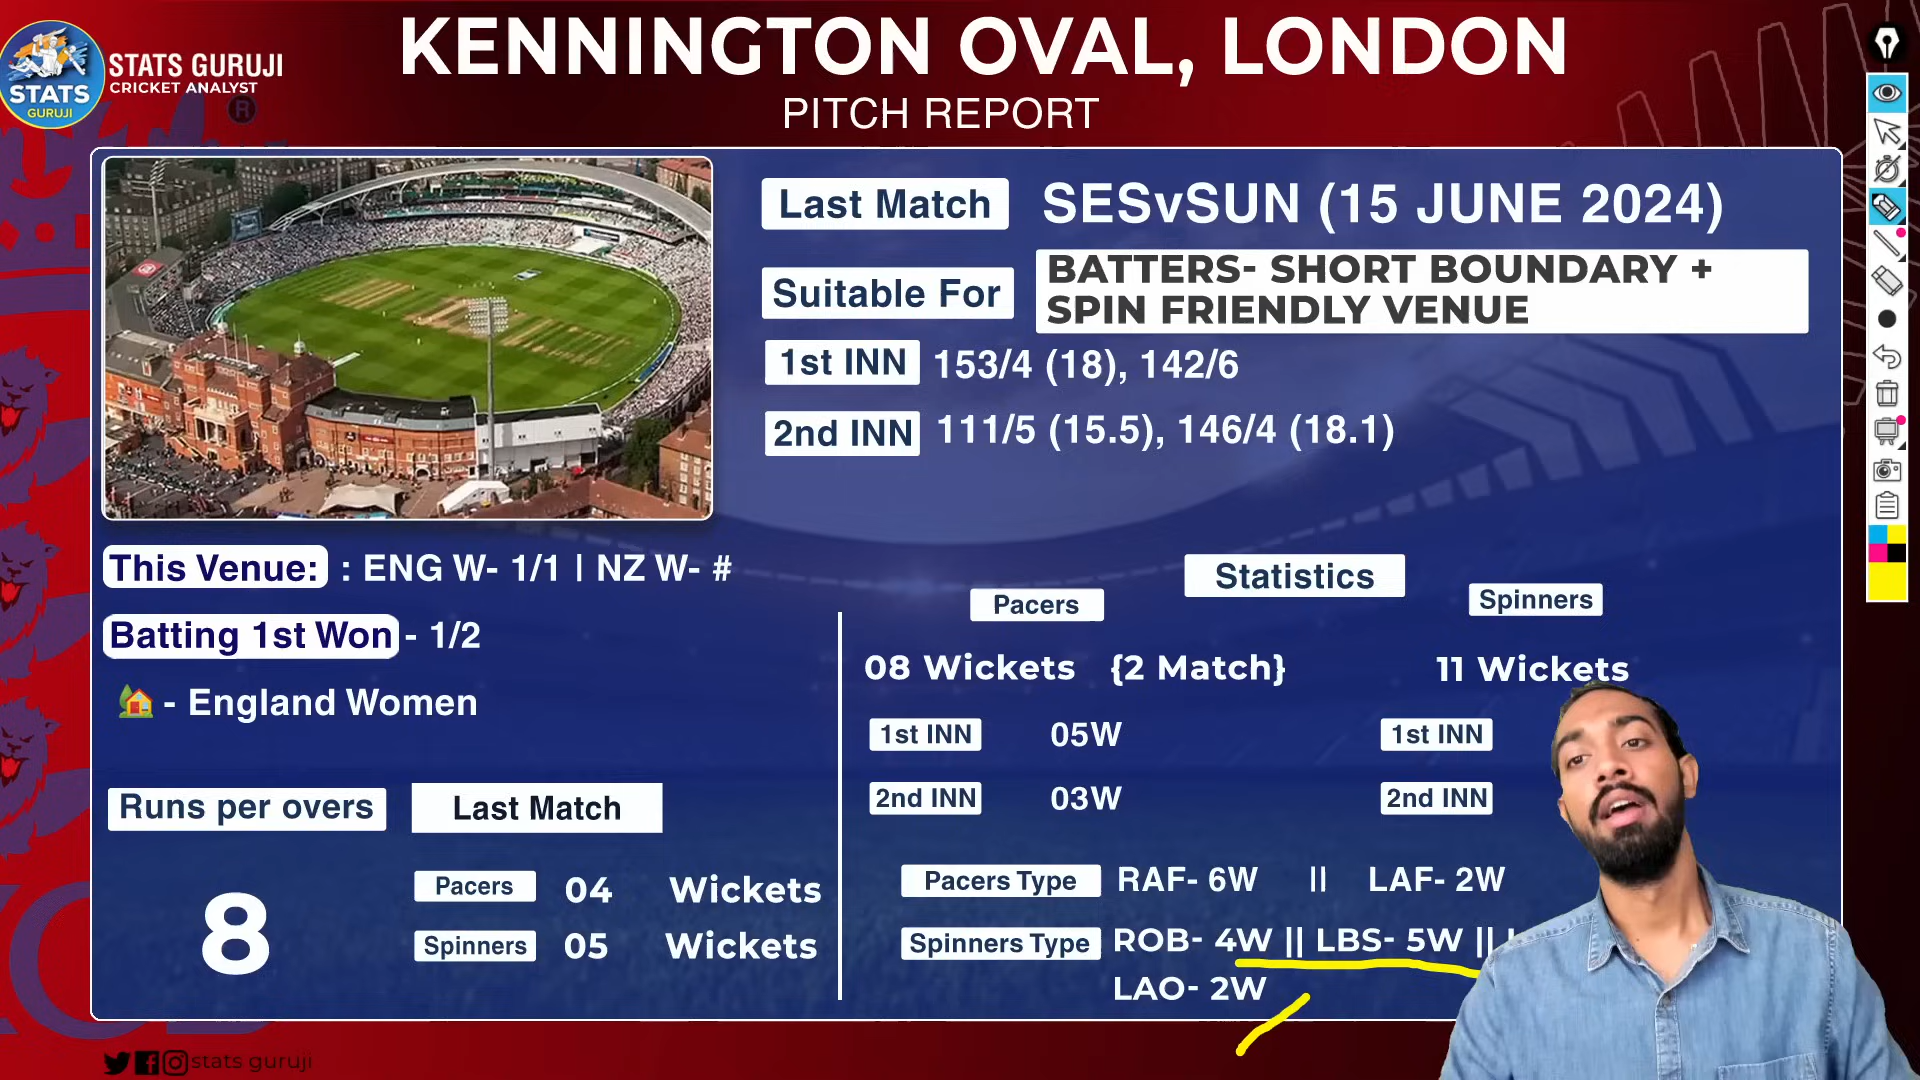 KENNINGTON OVAL, LONDON
PITCH REPORT
STATS GURUJI
CRICKET ANALYST
STATS
GURUJI
®
Last Match SESvSUN (15 JUNE 2024)
Suitable For BATTERS- SHORT BOUNDARY +
SPIN FRIENDLY VENUE
1st INN 153/4 (18), 142/6
2nd INN 111/5 (15.5), 146/4 (18.1)
This Venue: : ENG W- 1/1 | NZ W- #
Batting 1st Won - 1/2
- England Women
Runs per overs Last Match
8
Pacers 04 Wickets
Spinners 05 Wickets
Statistics
Pacers Spinners
08 Wickets {2 Match} 11 Wickets
1st INN 05W 1st INN
2nd INN 03W 2nd INN
Pacers Type RAF- 6W || LAF- 2W
Spinners Type ROB- 4W || LBS- 5W ||
LAO- 2W
stats guruji